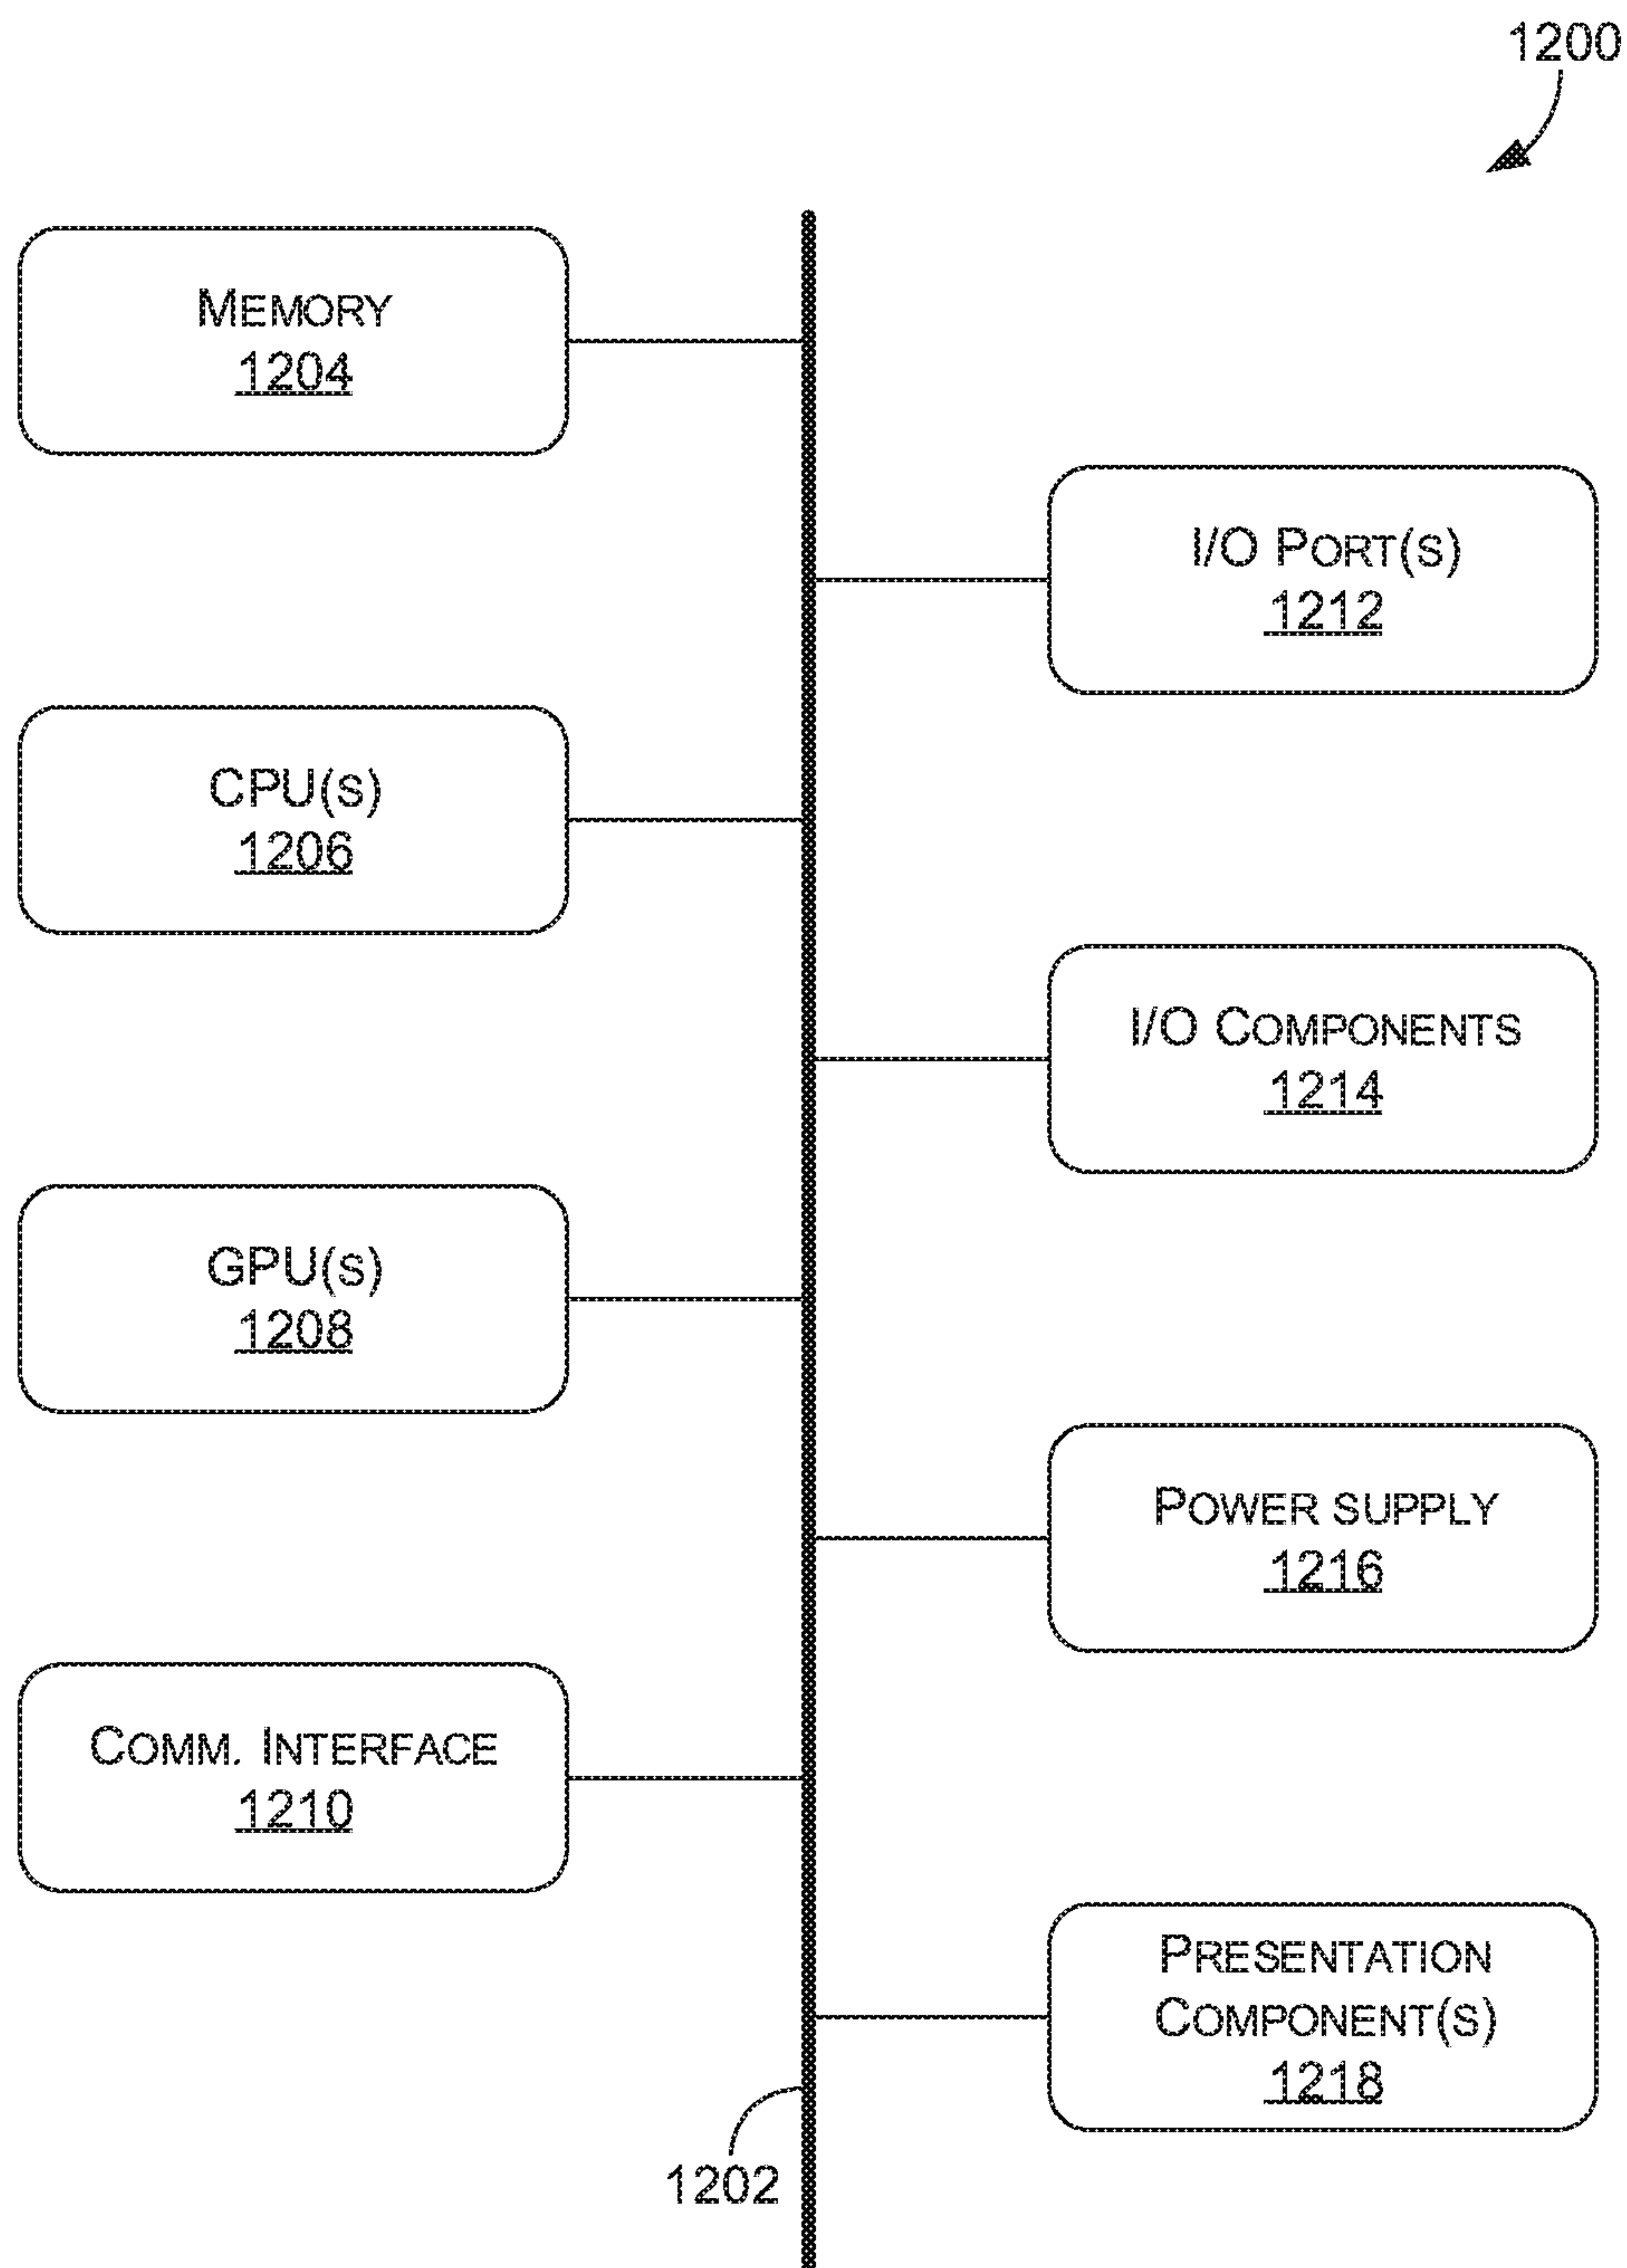 1200
MEMORY
1204
I/O PORT(S)
1212
CPU(S)
1206
I/O COMPONENTS
1214
GPU(S)
1208
POWER SUPPLY
1216
COMM. INTERFACE
1210
PRESENTATION
COMPONENT(S)
1218
1202